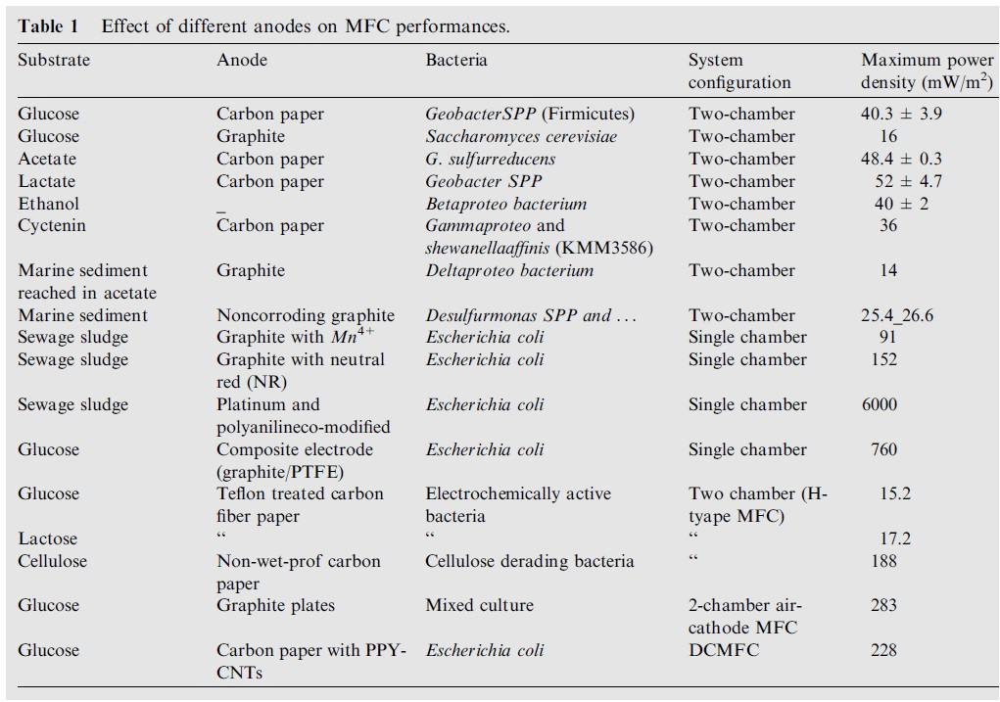 Table 1 Effect of different anodes on MFC performances.
Substrate Anode Bacteria System configuration Maximum power density (mW/m²)
Glucose Carbon paper GeobacterSPP (Firmicutes) Two-chamber 40.3 ± 3.9
Glucose Graphite Saccharomyces cerevisiae Two-chamber 16
Acetate Carbon paper G. sulfurreducens Two-chamber 48.4 ± 0.3
Lactate Carbon paper Geobacter SPP Two-chamber 52 ± 4.7
Ethanol _ Betaproteo bacterium Two-chamber 40 ± 2
Cyctenin Carbon paper Gammaproteo and shewanellaaffinis (KMM3586) Two-chamber 36
Marine sediment reached in acetate Graphite Deltaproteo bacterium Two-chamber 14
Marine sediment Noncorroding graphite Desulfurmonas SPP and ... Two-chamber 25.4_26.6
Sewage sludge Graphite with Mn⁴⁺ Escherichia coli Single chamber 91
Sewage sludge Graphite with neutral red (NR) Escherichia coli Single chamber 152
Sewage sludge Platinum and polyanilineco-modified Escherichia coli Single chamber 6000
Glucose Composite electrode (graphite/PTFE) Escherichia coli Single chamber 760
Glucose Teflon treated carbon fiber paper Electrochemically active bacteria Two chamber (H-tyape MFC) 15.2
Lactose “ “ “ 17.2
Cellulose Non-wet-prof carbon paper Cellulose derading bacteria “ 188
Glucose Graphite plates Mixed culture 2-chamber air-cathode MFC 283
Glucose Carbon paper with PPY-CNTs Escherichia coli DCMFC 228